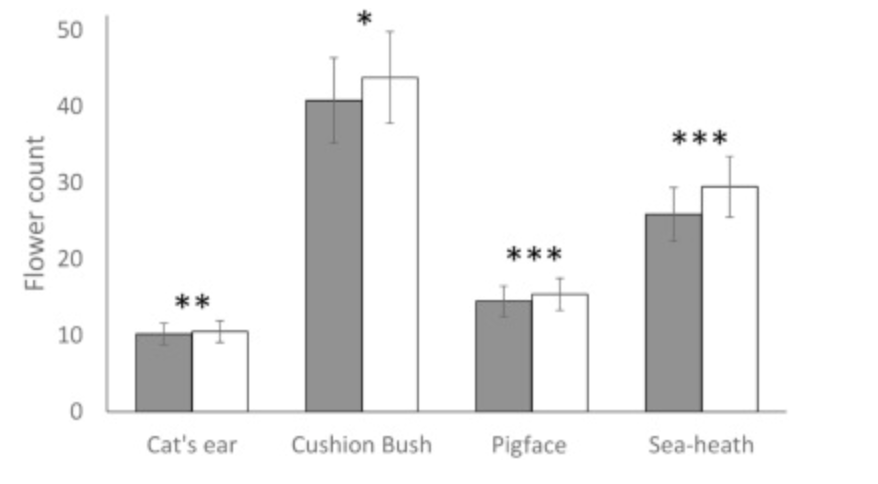 Flower count
50
40
30
20
10
0
*
**
***
***
Cat's ear
Cushion Bush
Pigface
Sea-heath